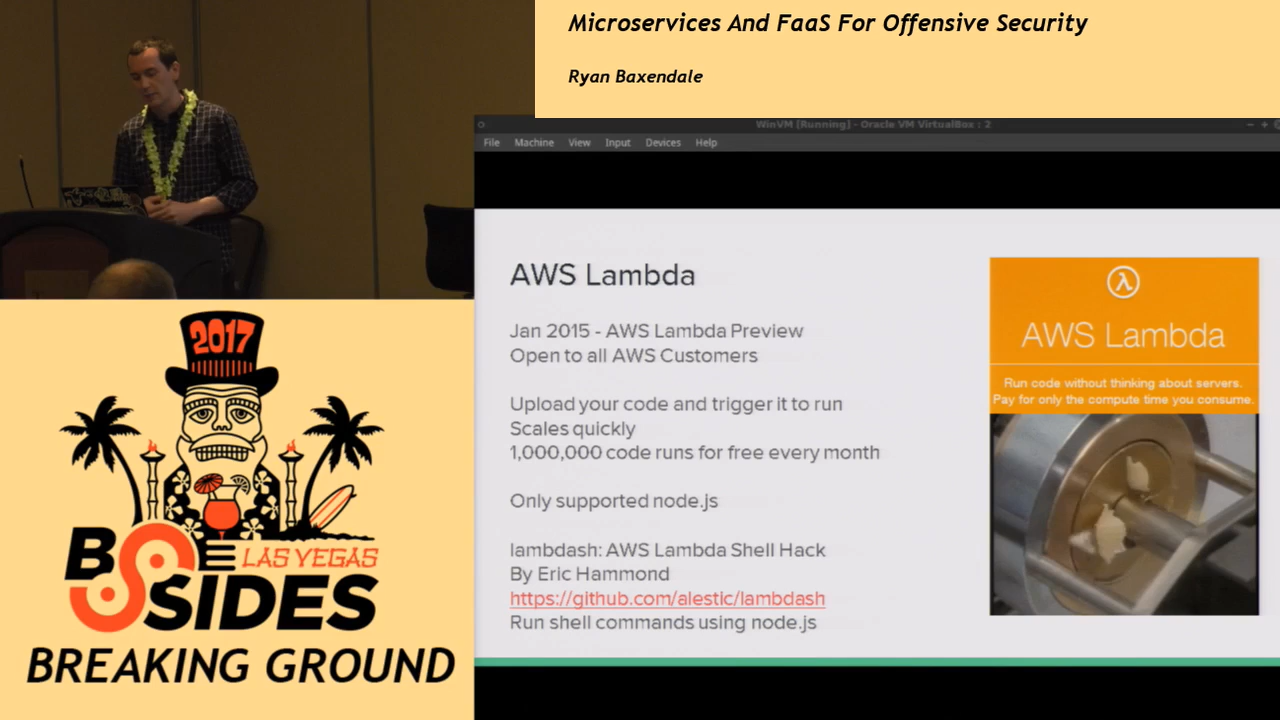 Microservices And FaaS For Offensive Security
Ryan Baxendale
WinVM [Running] - Oracle VM VirtualBox : 2
File Machine View Input Devices Help
AWS Lambda
Jan 2015 - AWS Lambda Preview
Open to all AWS Customers
Upload your code and trigger it to run
Scales quickly
1,000,000 code runs for free every month
Only supported node.js
lambdash: AWS Lambda Shell Hack
By Eric Hammond
https://github.com/alestic/lambdash
Run shell commands using node.js
λ
AWS Lambda
Run code without thinking about servers.
Pay for only the compute time you consume.
2017
BSIDES
LAS VEGAS
BREAKING GROUND